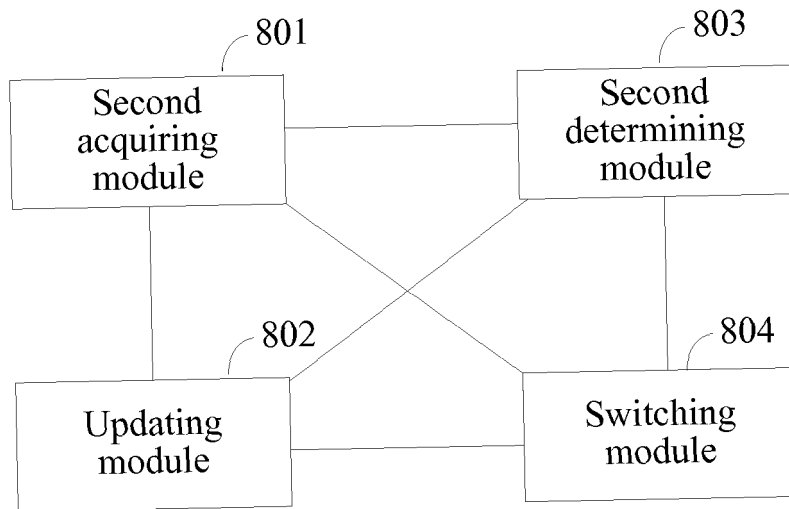 801
Second
acquiring
module
803
Second
determining
module
802
Updating
module
804
Switching
module